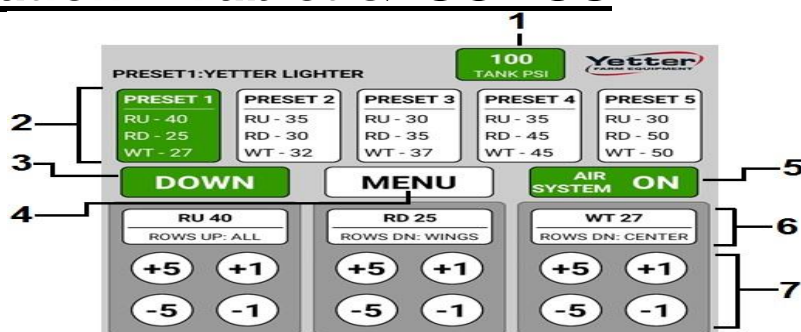 1
100
TANK PSI
Yetter
FARM EQUIPMENT
PRESET1:YETTER LIGHTER
2
PRESET 1
RU - 40
RD - 25
WT - 27
PRESET 2
RU - 35
RD - 30
WT - 32
PRESET 3
RU - 30
RD - 35
WT - 37
PRESET 4
RU - 35
RD - 45
WT - 45
PRESET 5
RU - 30
RD - 50
WT - 50
3
DOWN
4
MENU
AIR
SYSTEM ON
5
RU 40
ROWS UP: ALL
RD 25
ROWS DN: WINGS
WT 27
ROWS DN: CENTER
6
+5 +1
-5 -1
+5 +1
-5 -1
+5 +1
-5 -1
7